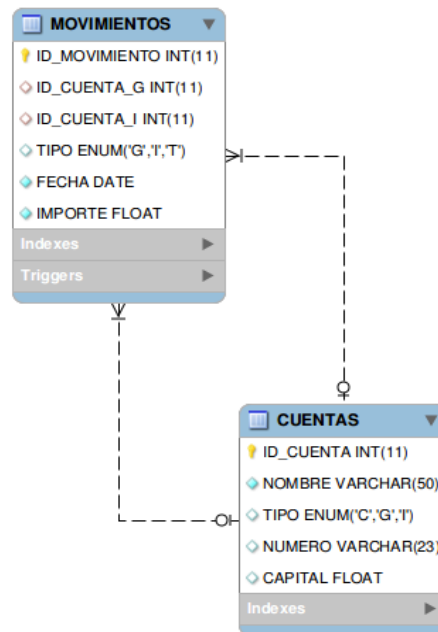 MOVIMIENTOS
ID_MOVIMIENTO INT(11)
ID_CUENTA_G INT(11)
ID_CUENTA_I INT(11)
TIPO ENUM('G','I','T')
FECHA DATE
IMPORTE FLOAT
Indexes
Triggers
CUENTAS
ID_CUENTA INT(11)
NOMBRE VARCHAR(50)
TIPO ENUM('C','G','I')
NUMERO VARCHAR(23)
CAPITAL FLOAT
Indexes